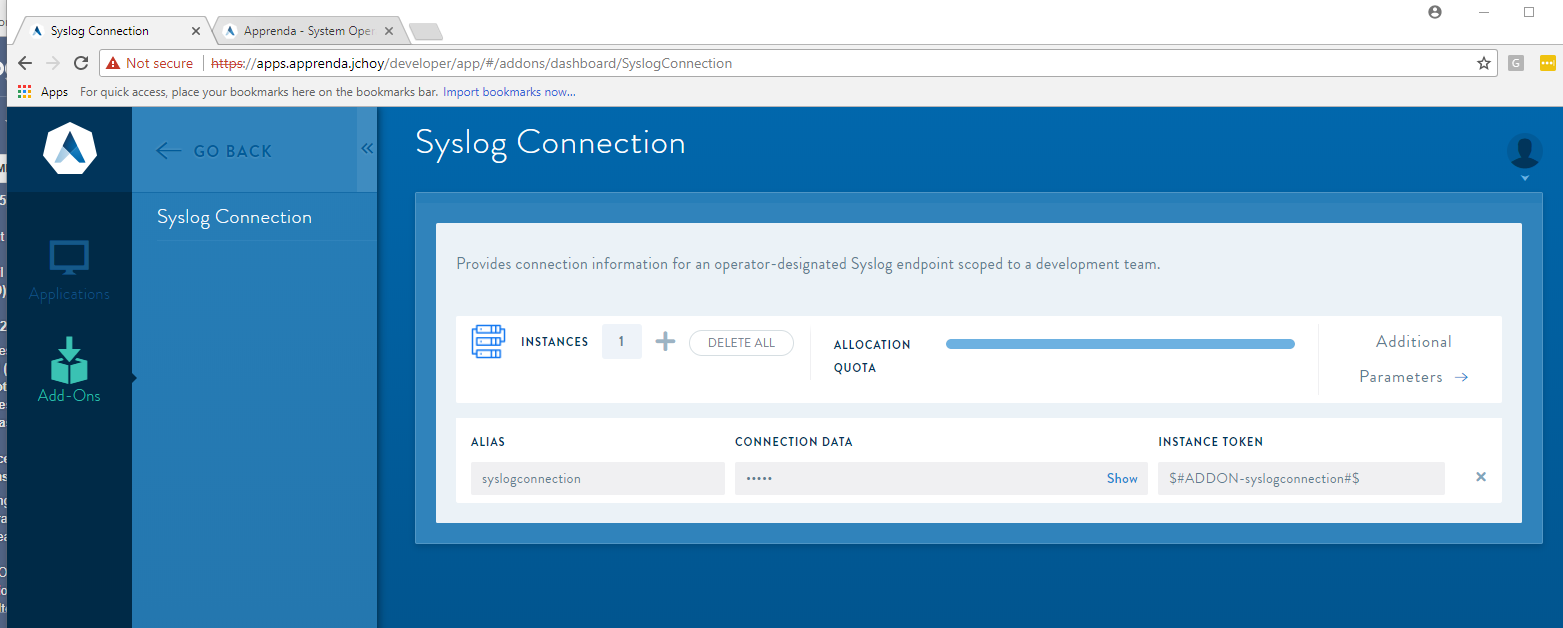 Syslog Connection
Apprenda - System Oper
Not secure https://apps.apprenda.jchoy/developer/app/#/addons/dashboard/SyslogConnection
G
Apps For quick access, place your bookmarks here on the bookmarks bar. Import bookmarks now...
GO BACK
Syslog Connection
Syslog Connection
Applications
Add-Ons
Provides connection information for an operator-designated Syslog endpoint scoped to a development team.
INSTANCES 1 + DELETE ALL
ALLOCATION
QUOTA
Additional
Parameters →
ALIAS CONNECTION DATA INSTANCE TOKEN
syslogconnection ••••• Show $#ADDON-syslogconnection#$